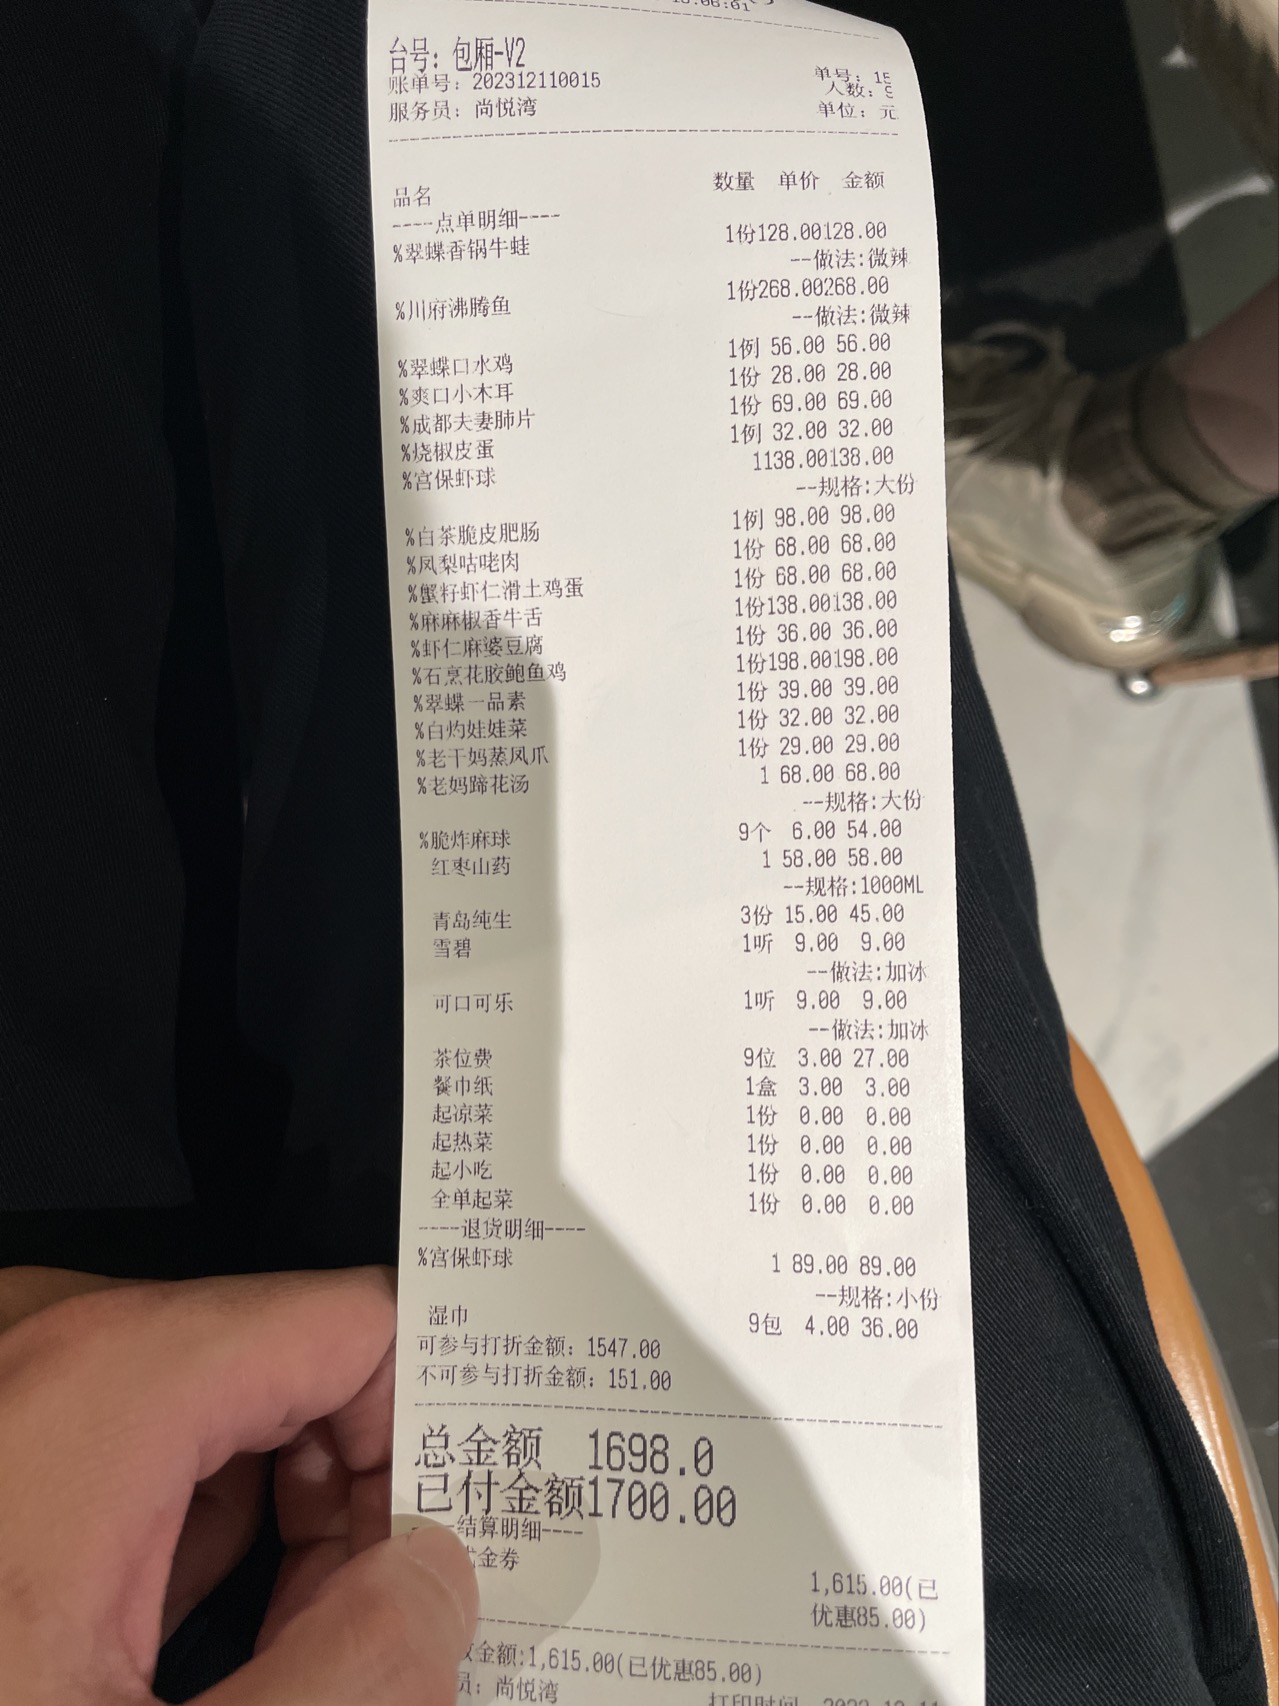 台号: 包厢-V2
账单号: 202312110015 单号: 15
人数:
服务员: 尚悦湾 单位: 元
品名 数量 单价 金额
----点单明细----
%翠蝶香锅牛蛙 1份128.00128.00
--做法:微辣
%川府沸腾鱼 1份268.00268.00
--做法:微辣
%翠蝶口水鸡 1例 56.00 56.00
%爽口小木耳 1份 28.00 28.00
%成都夫妻肺片 1份 69.00 69.00
%烧椒皮蛋 1例 32.00 32.00
%宫保虾球 1138.00138.00
--规格:大份
%白茶脆皮肥肠 1例 98.00 98.00
%凤梨咕咾肉 1份 68.00 68.00
%蟹籽虾仁滑土鸡蛋 1份 68.00 68.00
%麻麻椒香牛舌 1份138.00138.00
%虾仁麻婆豆腐 1份 36.00 36.00
%石烹花胶鲍鱼鸡 1份198.00198.00
%翠蝶一品素 1份 39.00 39.00
%白灼娃娃菜 1份 32.00 32.00
%老干妈蒸凤爪 1份 29.00 29.00
%老妈蹄花汤 1 68.00 68.00
--规格:大份
%脆炸麻球 9个 6.00 54.00
红枣山药 1 58.00 58.00
--规格:1000ML
青岛纯生 3份 15.00 45.00
雪碧 1听 9.00 9.00
--做法:加冰
可口可乐 1听 9.00 9.00
--做法:加冰
茶位费 9位 3.00 27.00
餐巾纸 1盒 3.00 3.00
起凉菜 1份 0.00 0.00
起热菜 1份 0.00 0.00
起小吃 1份 0.00 0.00
全单起菜 1份 0.00 0.00
----退货明细----
%宫保虾球 1 89.00 89.00
--规格:小份
湿巾 9包 4.00 36.00
可参与打折金额: 1547.00
不可参与打折金额: 151.00
总金额 1698.0
已付金额1700.00
结算明细----
金券
1,615.00(已
优惠85.00)
金额:1,615.00(已优惠85.00)
员: 尚悦湾
打印时间